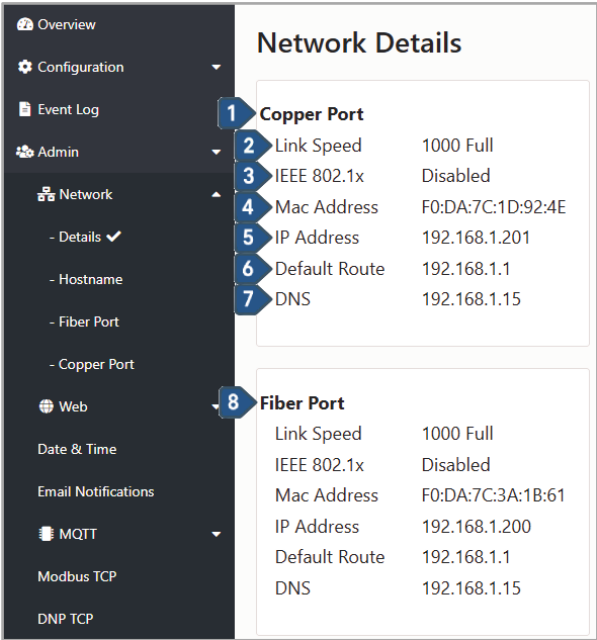 Overview
Configuration
Event Log
Admin
Network
- Details
- Hostname
- Fiber Port
- Copper Port
Web
Date & Time
Email Notifications
MQTT
Modbus TCP
DNP TCP
Network Details
1 Copper Port
2 Link Speed 1000 Full
3 IEEE 802.1x Disabled
4 Mac Address F0:DA:7C:1D:92:4E
5 IP Address 192.168.1.201
6 Default Route 192.168.1.1
7 DNS 192.168.1.15
8 Fiber Port
Link Speed 1000 Full
IEEE 802.1x Disabled
Mac Address F0:DA:7C:3A:1B:61
IP Address 192.168.1.200
Default Route 192.168.1.1
DNS 192.168.1.15